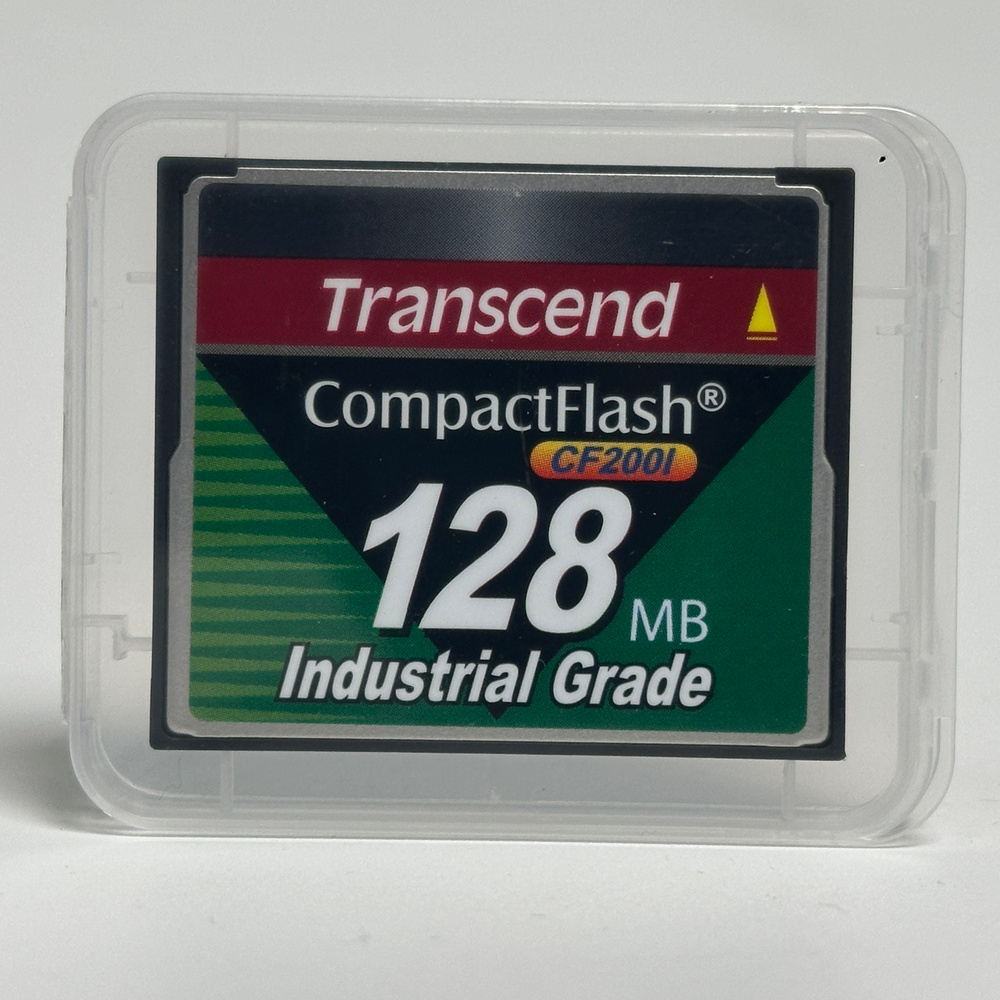 Transcend
CompactFlash®
CF200I
128 MB
Industrial Grade